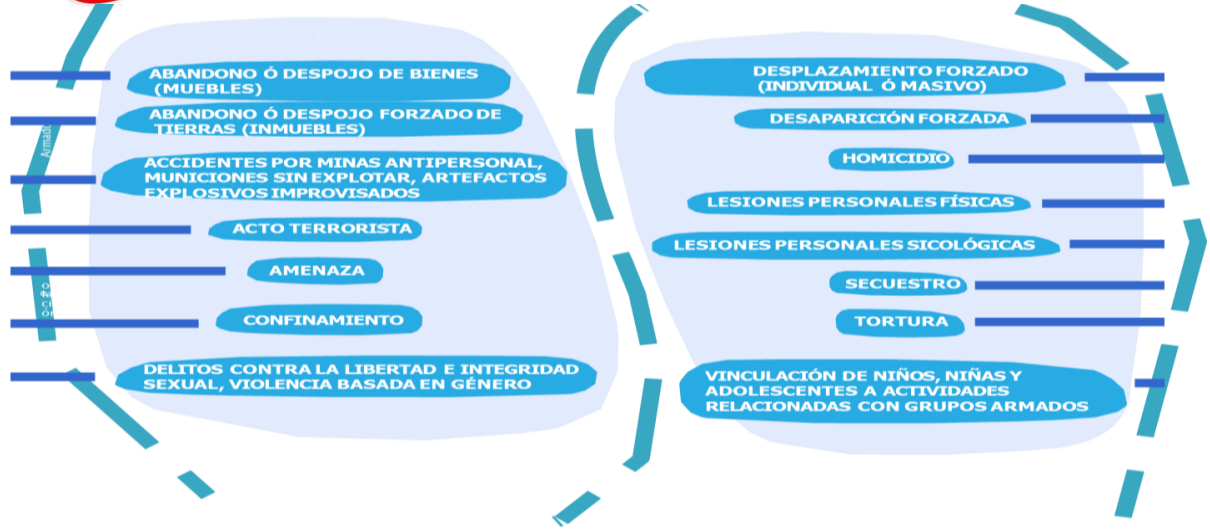 ABANDONO Ó DESPOJO DE BIENES
(MUEBLES)
ABANDONO Ó DESPOJO FORZADO DE
TIERRAS (INMUEBLES)
ACCIDENTES POR MINAS ANTIPERSONAL,
MUNICIONES SIN EXPLOTAR, ARTEFACTOS
EXPLOSIVOS IMPROVISADOS
ACTO TERRORISTA
AMENAZA
CONFINAMIENTO
DELITOS CONTRA LA LIBERTAD E INTEGRIDAD
SEXUAL, VIOLENCIA BASADA EN GÉNERO
Armado
DESPLAZAMIENTO FORZADO
(INDIVIDUAL Ó MASIVO)
DESAPARICIÓN FORZADA
HOMICIDIO
LESIONES PERSONALES FÍSICAS
LESIONES PERSONALES SICOLÓGICAS
SECUESTRO
TORTURA
VINCULACIÓN DE NIÑOS, NIÑAS Y
ADOLESCENTES A ACTIVIDADES
RELACIONADAS CON GRUPOS ARMADOS